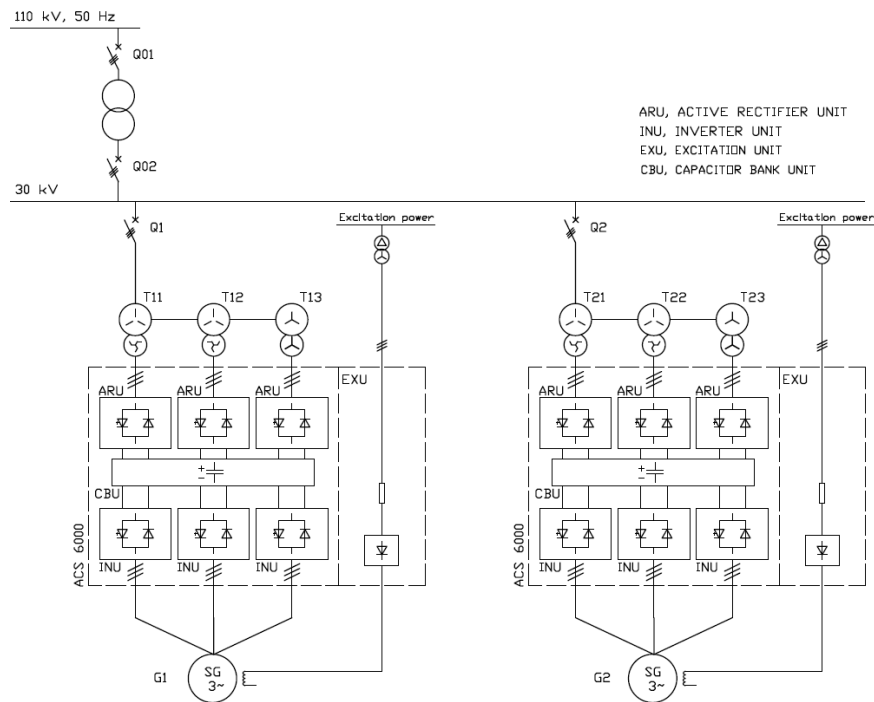 110 kV, 50 Hz
Q01
ARU, ACTIVE RECTIFIER UNIT
INU, INVERTER UNIT
EXU, EXCITATION UNIT
CBU, CAPACITOR BANK UNIT
Q02
30 kV
Q1
Excitation power
Q2
Excitation power
T11
T12
T13
T21
T22
T23
ARU
ARU
ARU
EXU
ARU
ARU
ARU
EXU
+
-
+
-
CBU
CBU
ACS 6000
ACS 6000
INU
INU
INU
INU
INU
INU
G1
SG
3~
G2
SG
3~